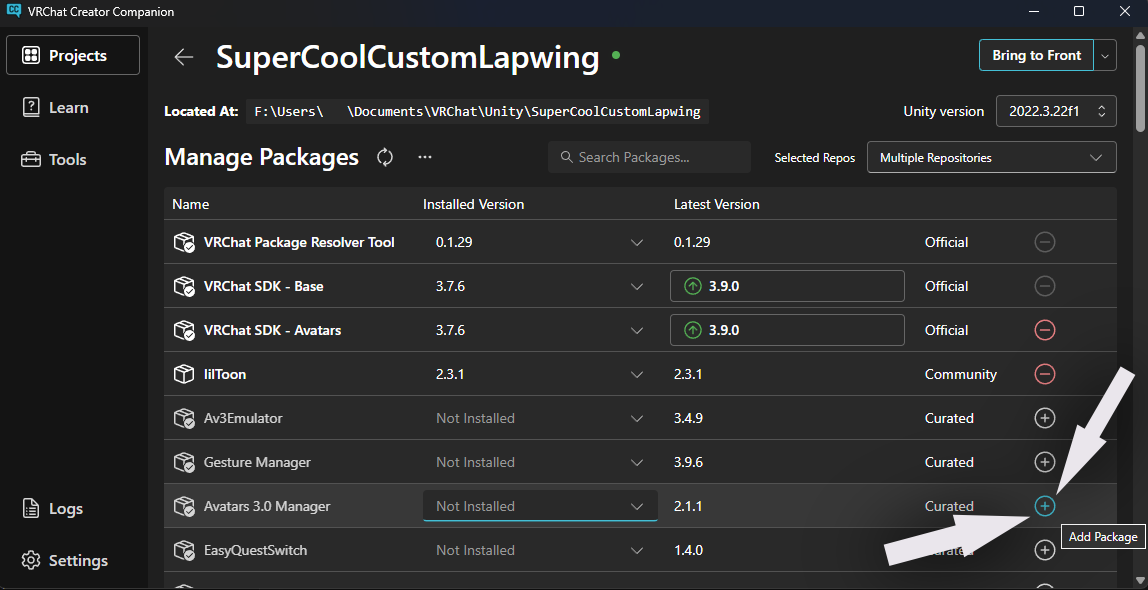 VRChat Creator Companion
Projects
Learn
Tools
Logs
Settings
SuperCoolCustomLapwing
Bring to Front
Located At: F:\Users\ \Documents\VRChat\Unity\SuperCoolCustomLapwing
Unity version 2022.3.22f1
Manage Packages
Search Packages...
Selected Repos Multiple Repositories
Name Installed Version Latest Version
VRChat Package Resolver Tool 0.1.29 0.1.29 Official
VRChat SDK - Base 3.7.6 3.9.0 Official
VRChat SDK - Avatars 3.7.6 3.9.0 Official
lilToon 2.3.1 2.3.1 Community
Av3Emulator Not Installed 3.4.9 Curated
Gesture Manager Not Installed 3.9.6 Curated
Avatars 3.0 Manager Not Installed 2.1.1 Curated
Add Package
EasyQuestSwitch Not Installed 1.4.0